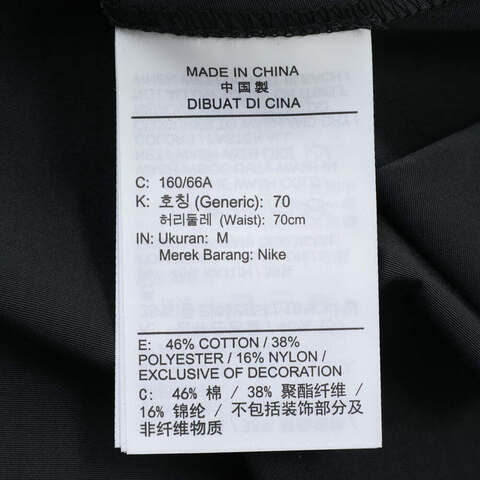 MADE IN CHINA
中国製
DIBUAT DI CINA
C: 160/66A
K: 호칭 (Generic): 70
허리둘레 (Waist): 70cm
IN: Ukuran: M
Merek Barang: Nike
E: 46% COTTON / 38%
POLYESTER / 16% NYLON /
EXCLUSIVE OF DECORATION
C: 46% 棉 / 38% 聚酯纤维 /
16% 锦纶 / 不包括装饰部分及
非纤维物质